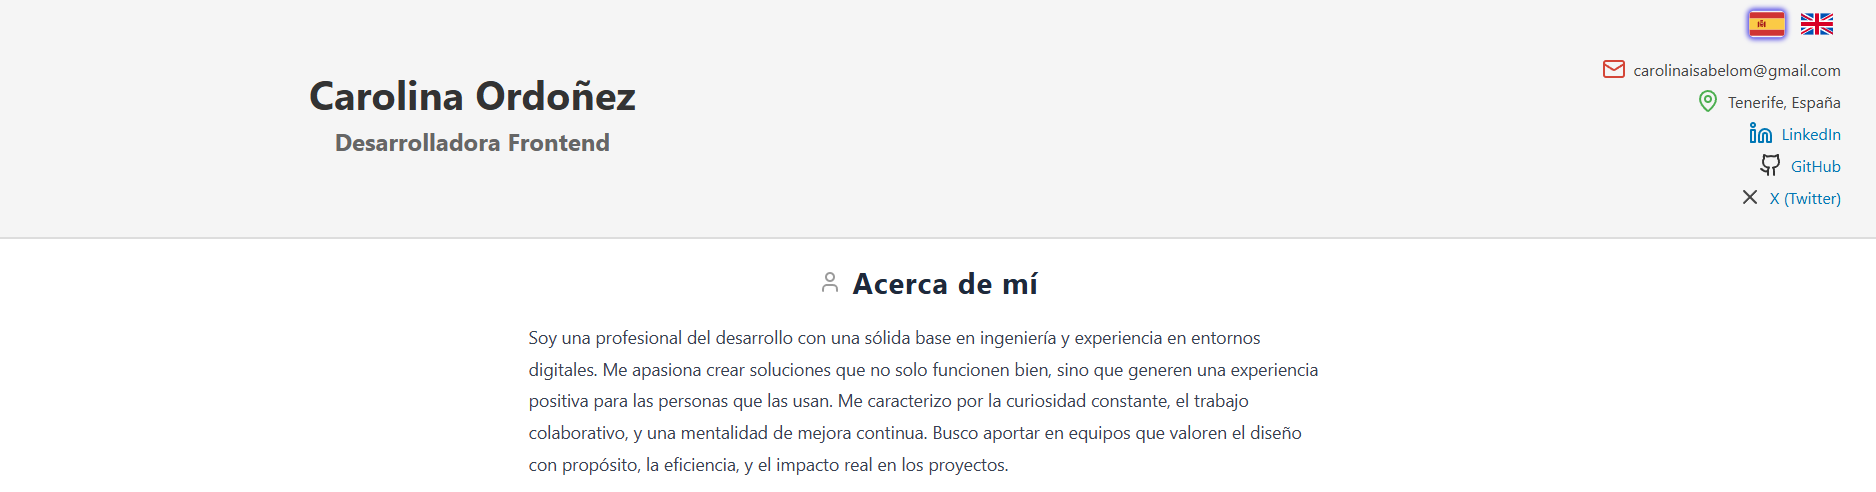 Carolina Ordoñez
Desarrolladora Frontend
carolinaisabelom@gmail.com
Tenerife, España
LinkedIn
GitHub
X (Twitter)
Acerca de mí
Soy una profesional del desarrollo con una sólida base en ingeniería y experiencia en entornos
digitales. Me apasiona crear soluciones que no solo funcionen bien, sino que generen una experiencia
positiva para las personas que las usan. Me caracterizo por la curiosidad constante, el trabajo
colaborativo, y una mentalidad de mejora continua. Busco aportar en equipos que valoren el diseño
con propósito, la eficiencia, y el impacto real en los proyectos.